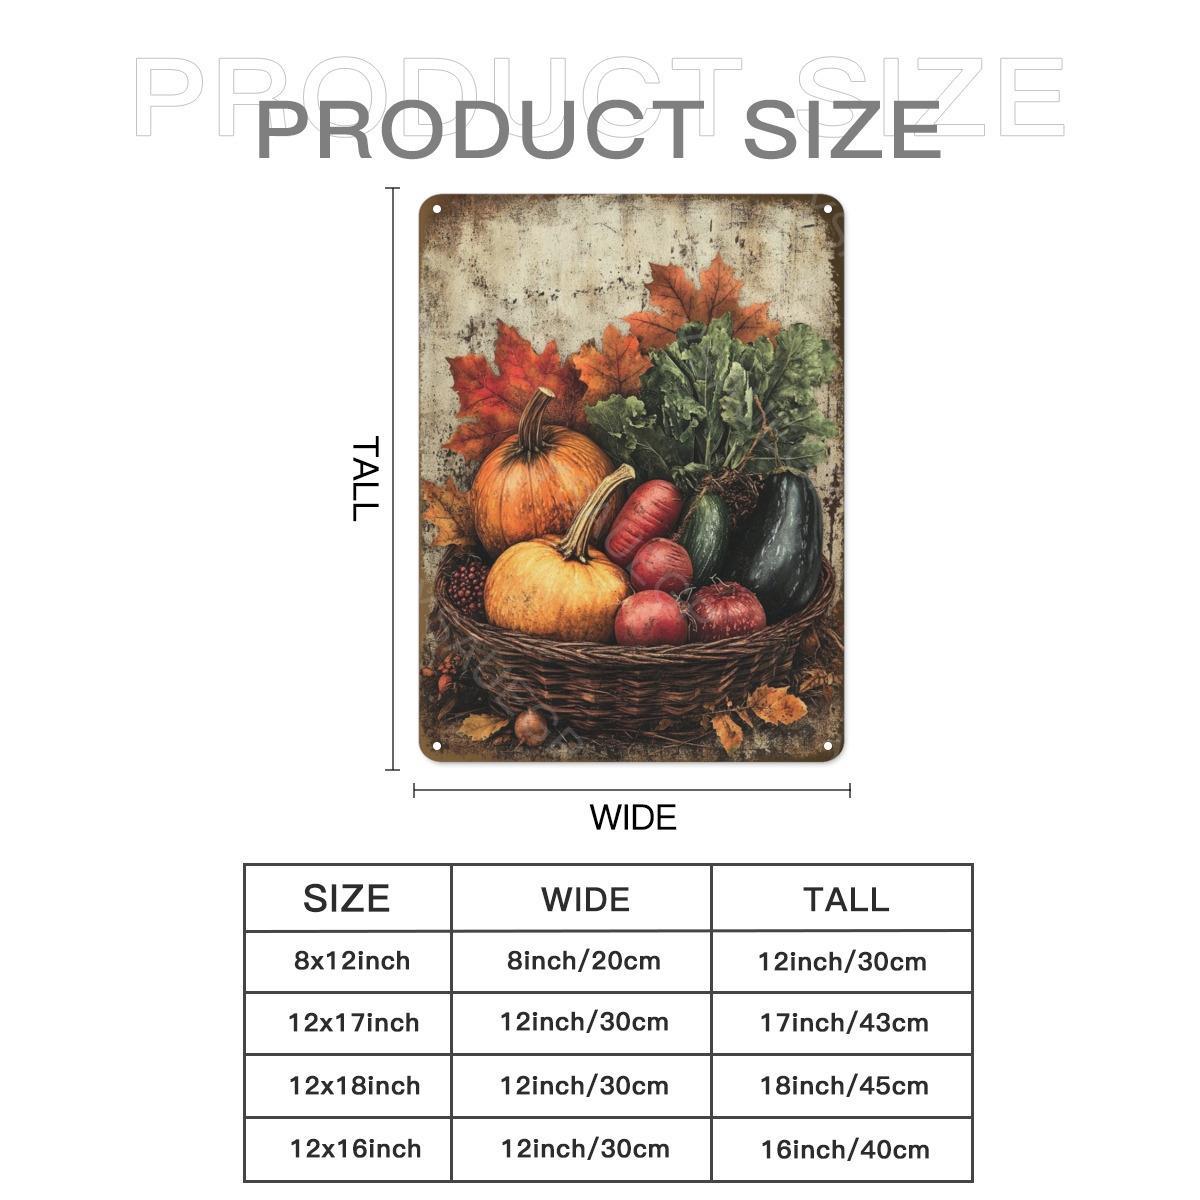 PRODUCT SIZE
PRODUCT SIZE
TALL
WIDE
SIZE WIDE TALL
8x12inch 8inch/20cm 12inch/30cm
12x17inch 12inch/30cm 17inch/43cm
12x18inch 12inch/30cm 18inch/45cm
12x16inch 12inch/30cm 16inch/40cm